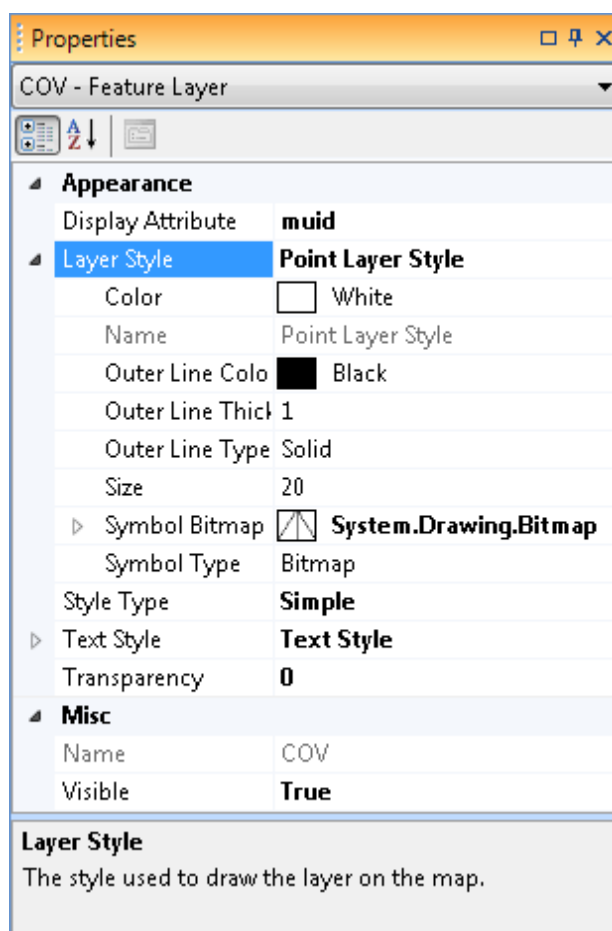 Properties
COV - Feature Layer
Appearance
Display Attribute muid
Layer Style Point Layer Style
Color White
Name Point Layer Style
Outer Line Colo Black
Outer Line Thick 1
Outer Line Type Solid
Size 20
Symbol Bitmap System.Drawing.Bitmap
Symbol Type Bitmap
Style Type Simple
Text Style Text Style
Transparency 0
Misc
Name COV
Visible True
Layer Style
The style used to draw the layer on the map.